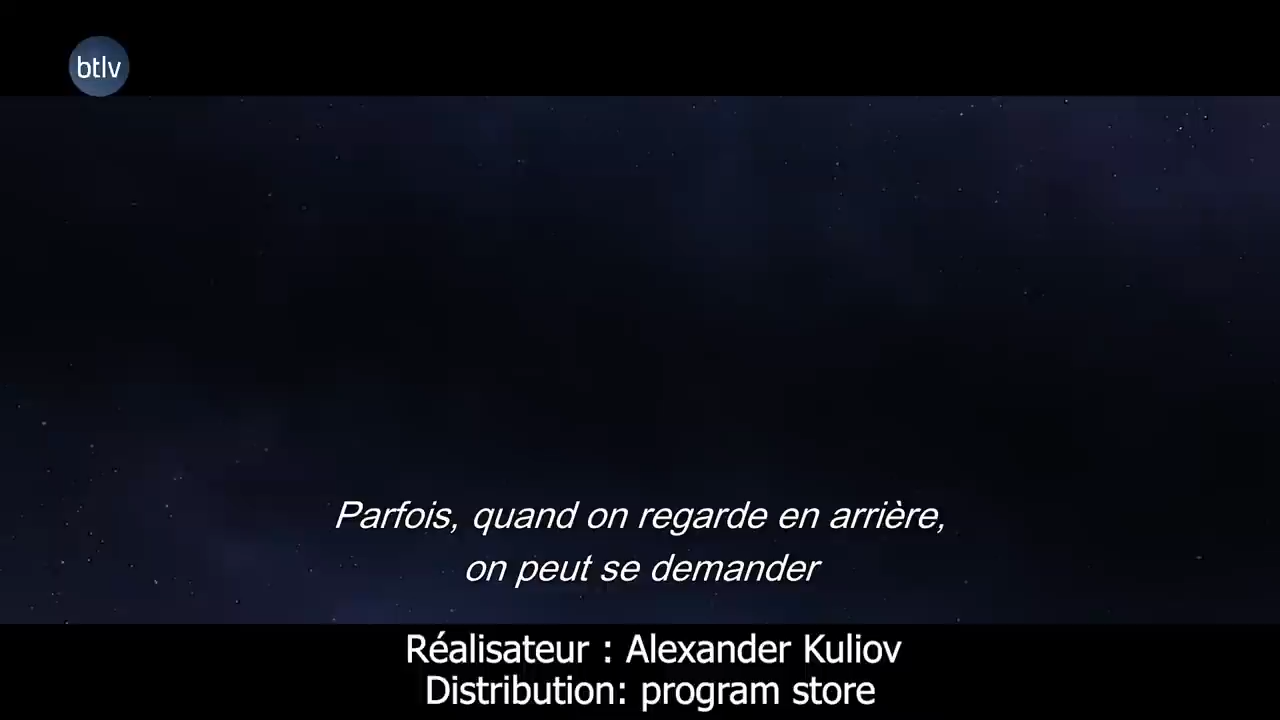 btlv
Parfois, quand on regarde en arrière,
on peut se demander
Réalisateur : Alexander Kuliov
Distribution: program store